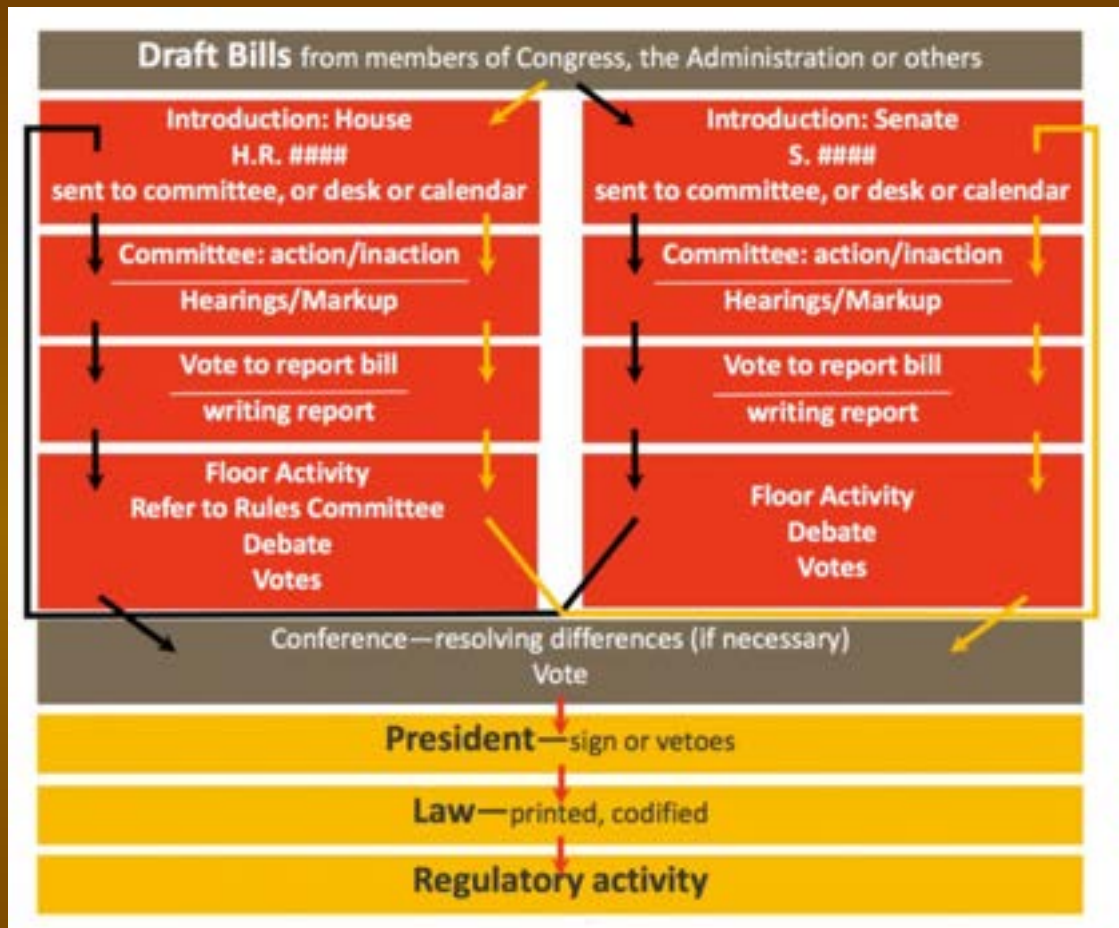 Draft Bills from members of Congress, the Administration or others
Introduction: House
H.R. ####
sent to committee, or desk or calendar
Committee: action/inaction
Hearings/Markup
Vote to report bill
writing report
Floor Activity
Refer to Rules Committee
Debate
Votes
Introduction: Senate
S. ####
sent to committee, or desk or calendar
Committee: action/inaction
Hearings/Markup
Vote to report bill
writing report
Floor Activity
Debate
Votes
Conference—resolving differences (if necessary)
Vote
President—sign or vetoes
Law—printed, codified
Regulatory activity